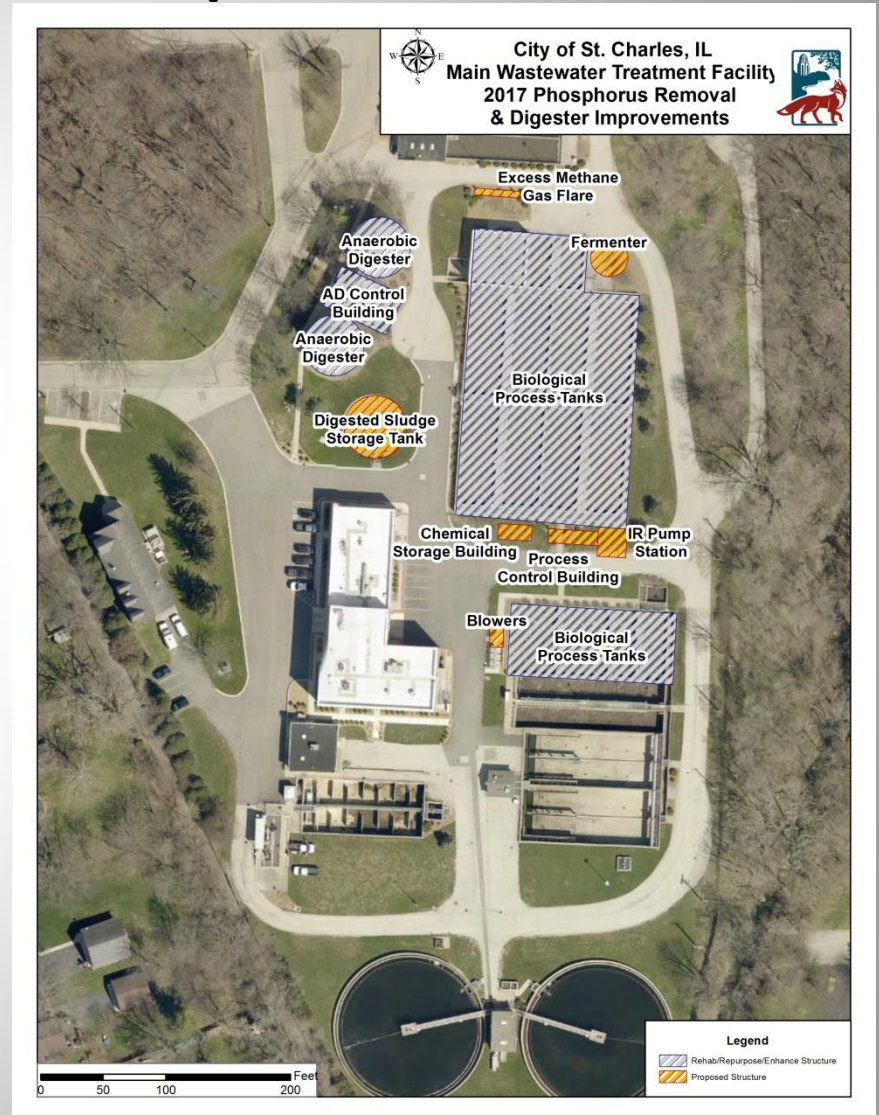 City of St. Charles, IL
Main Wastewater Treatment Facility
2017 Phosphorus Removal
& Digester Improvements
N
W
E
S
Excess Methane
Gas Flare
Anaerobic
Digester
Fermenter
AD Control
Building
Anaerobic
Digester
Biological
Process Tanks
Digested Sludge
Storage Tank
Chemical
Storage Building
IR Pump
Station
Process
Control Building
Blowers
Biological
Process Tanks
Legend
Rehab/Repurpose/Enhance Structure
Proposed Structure
Feet
0 50 100 200